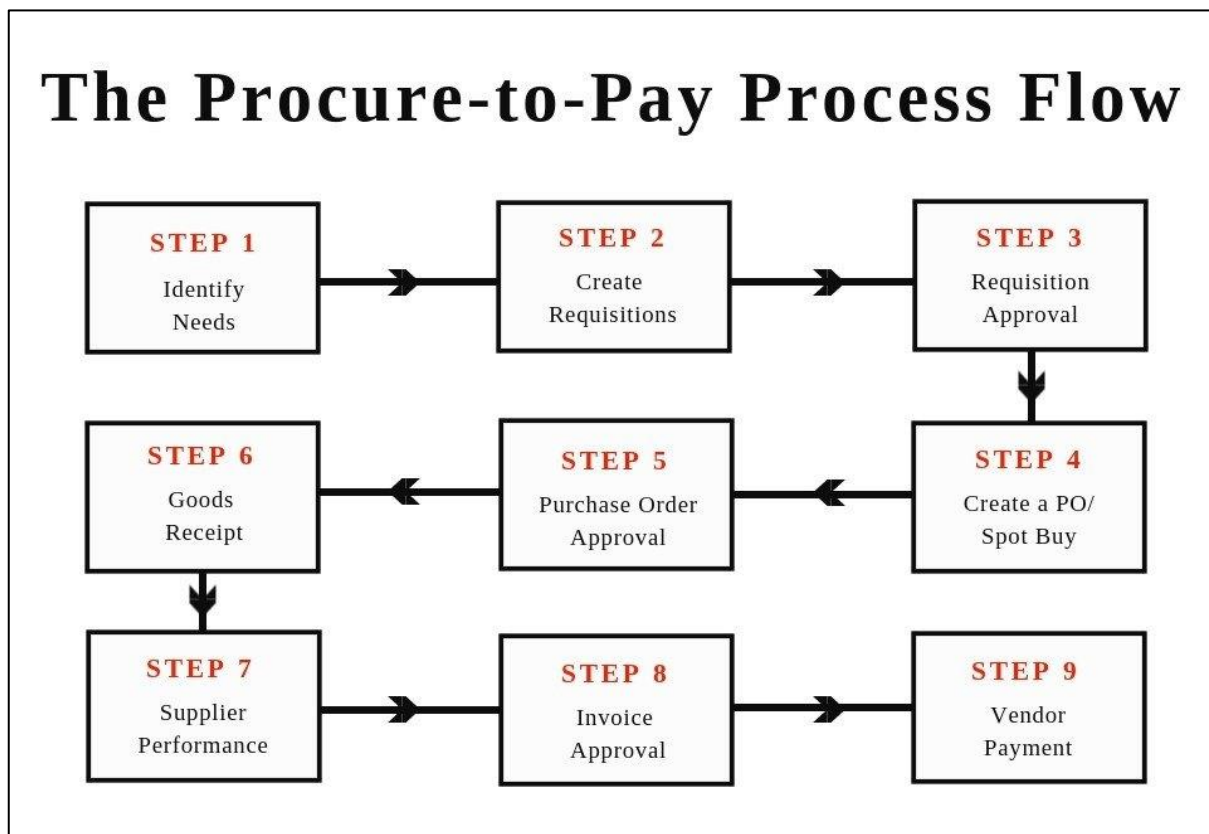 The Procure-to-Pay Process Flow
STEP 1
Identify
Needs
STEP 2
Create
Requisitions
STEP 3
Requisition
Approval
STEP 4
Create a PO/
Spot Buy
STEP 5
Purchase Order
Approval
STEP 6
Goods
Receipt
STEP 7
Supplier
Performance
STEP 8
Invoice
Approval
STEP 9
Vendor
Payment